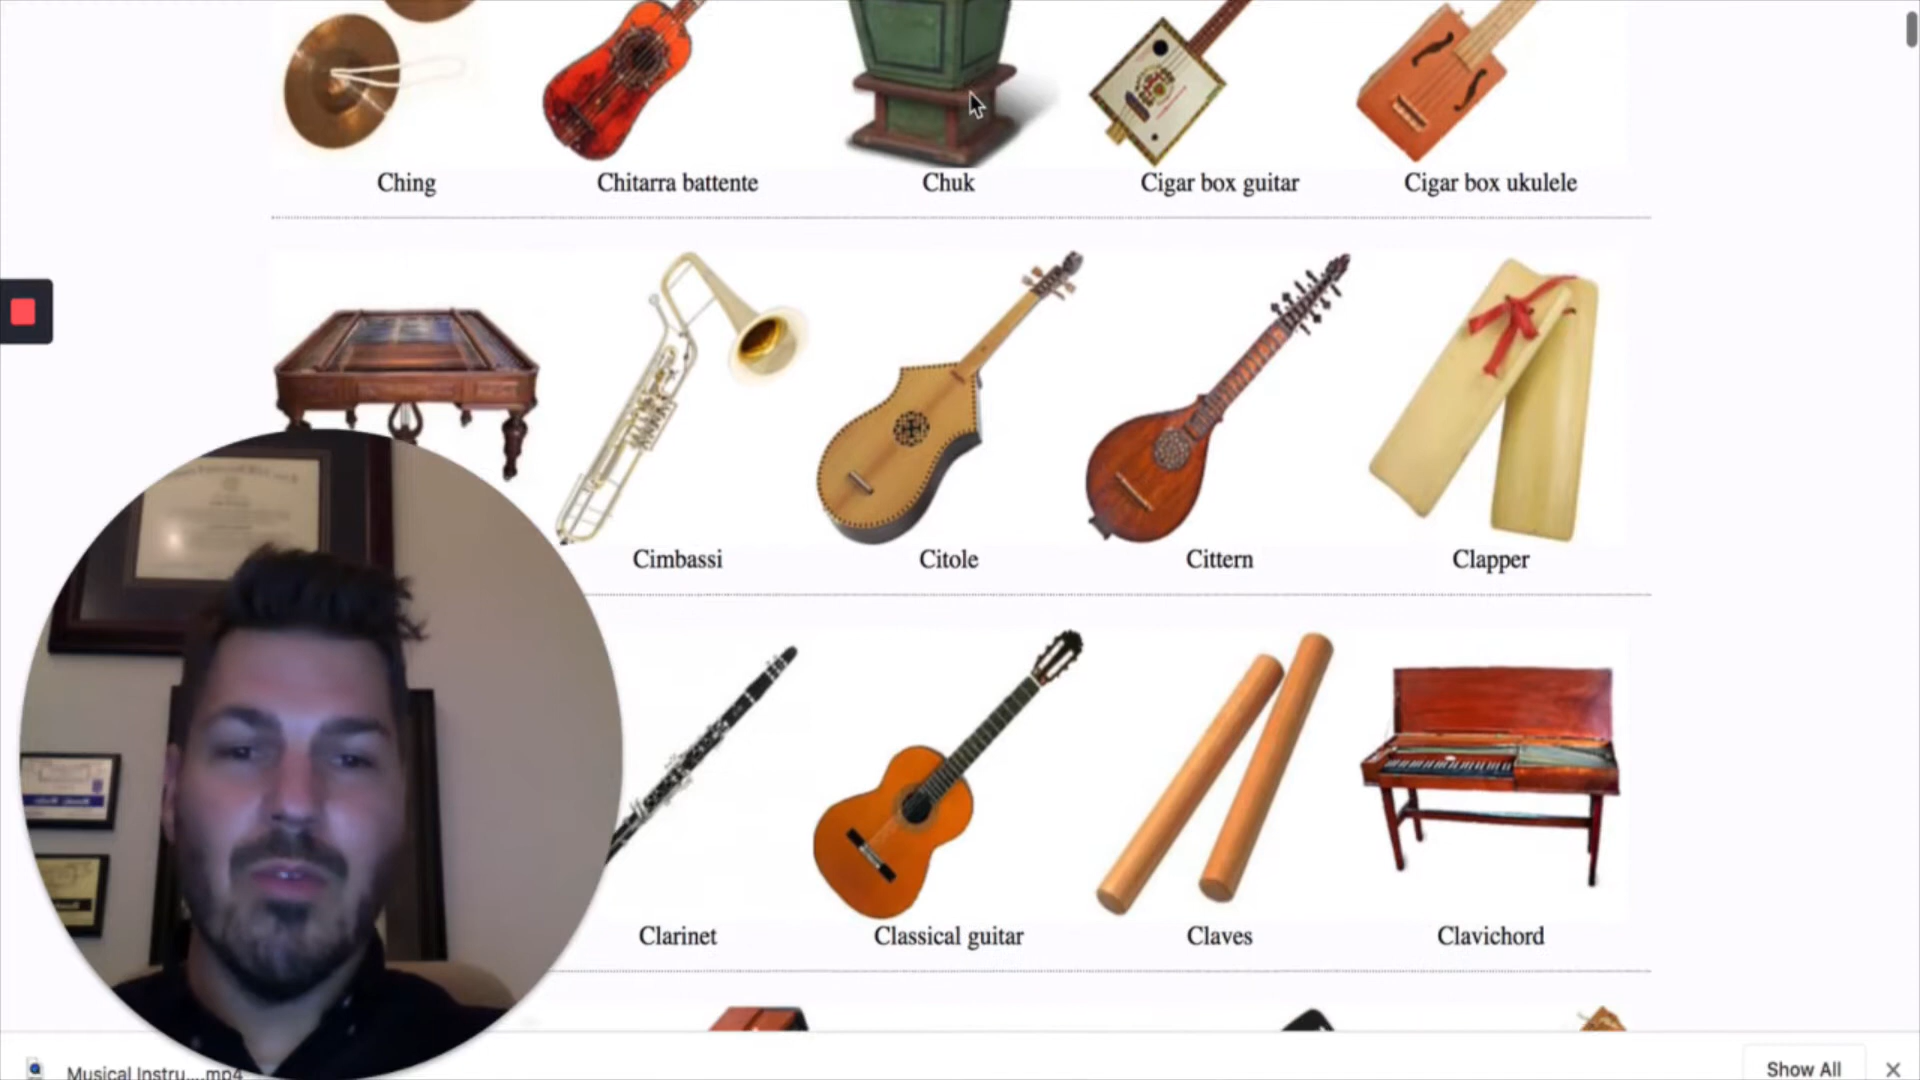 Ching Chitarra battente Chuk Cigar box guitar Cigar box ukulele
Cimbassi Citole Cittern Clapper
Clarinet Classical guitar Claves Clavichord
Musical Instru....mp4 Show All